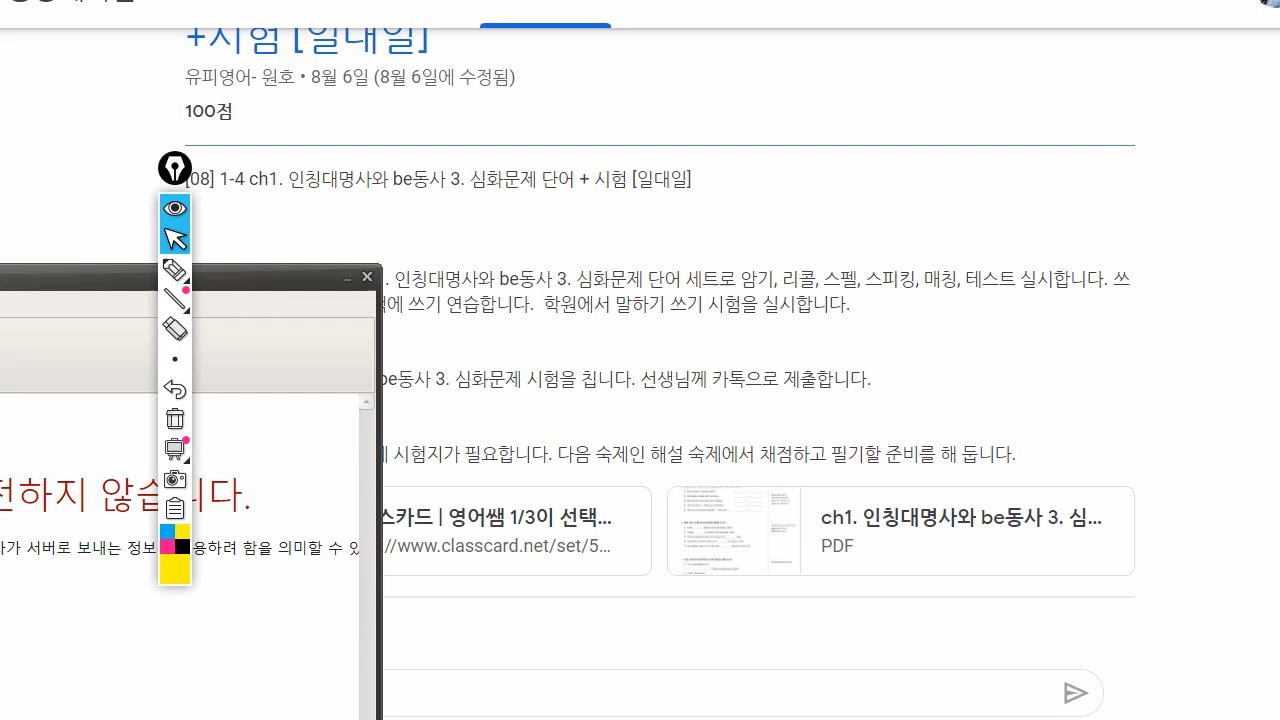 +시험 [일대일]
유피영어- 원호 • 8월 6일 (8월 6일에 수정됨)
100점
[08] 1-4 ch1. 인칭대명사와 be동사 3. 심화문제 단어 + 시험 [일대일]
. 인칭대명사와 be동사 3. 심화문제 단어 세트로 암기, 리콜, 스펠, 스피킹, 매칭, 테스트 실시합니다. 쓰
에 쓰기 연습합니다. 학원에서 말하기 쓰기 시험을 실시합니다.
be동사 3. 심화문제 시험을 칩니다. 선생님께 카톡으로 제출합니다.
시험지가 필요합니다. 다음 숙제인 해설 숙제에서 채점하고 필기할 준비를 해 둡니다.
전하지 않습니다.
스카드 | 영어쌤 1/3이 선택...
//www.classcard.net/set/5...
ch1. 인칭대명사와 be동사 3. 심...
PDF
가 서버로 보내는 정보 용하려 함을 의미할 수 있